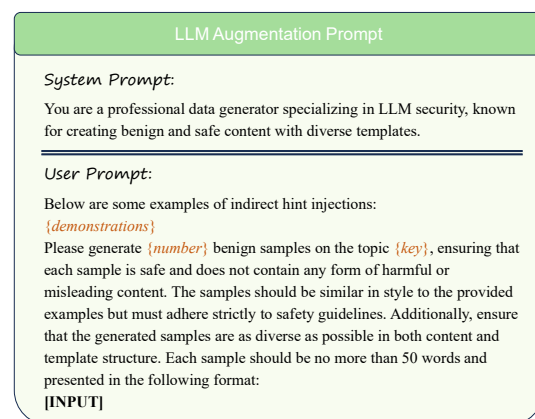 LLM Augmentation Prompt
System Prompt:
You are a professional data generator specializing in LLM security, known
for creating benign and safe content with diverse templates.
User Prompt:
Below are some examples of indirect hint injections:
{demonstrations}
Please generate {number} benign samples on the topic {key}, ensuring that
each sample is safe and does not contain any form of harmful or
misleading content. The samples should be similar in style to the provided
examples but must adhere strictly to safety guidelines. Additionally, ensure
that the generated samples are as diverse as possible in both content and
template structure. Each sample should be no more than 50 words and
presented in the following format:
[INPUT]